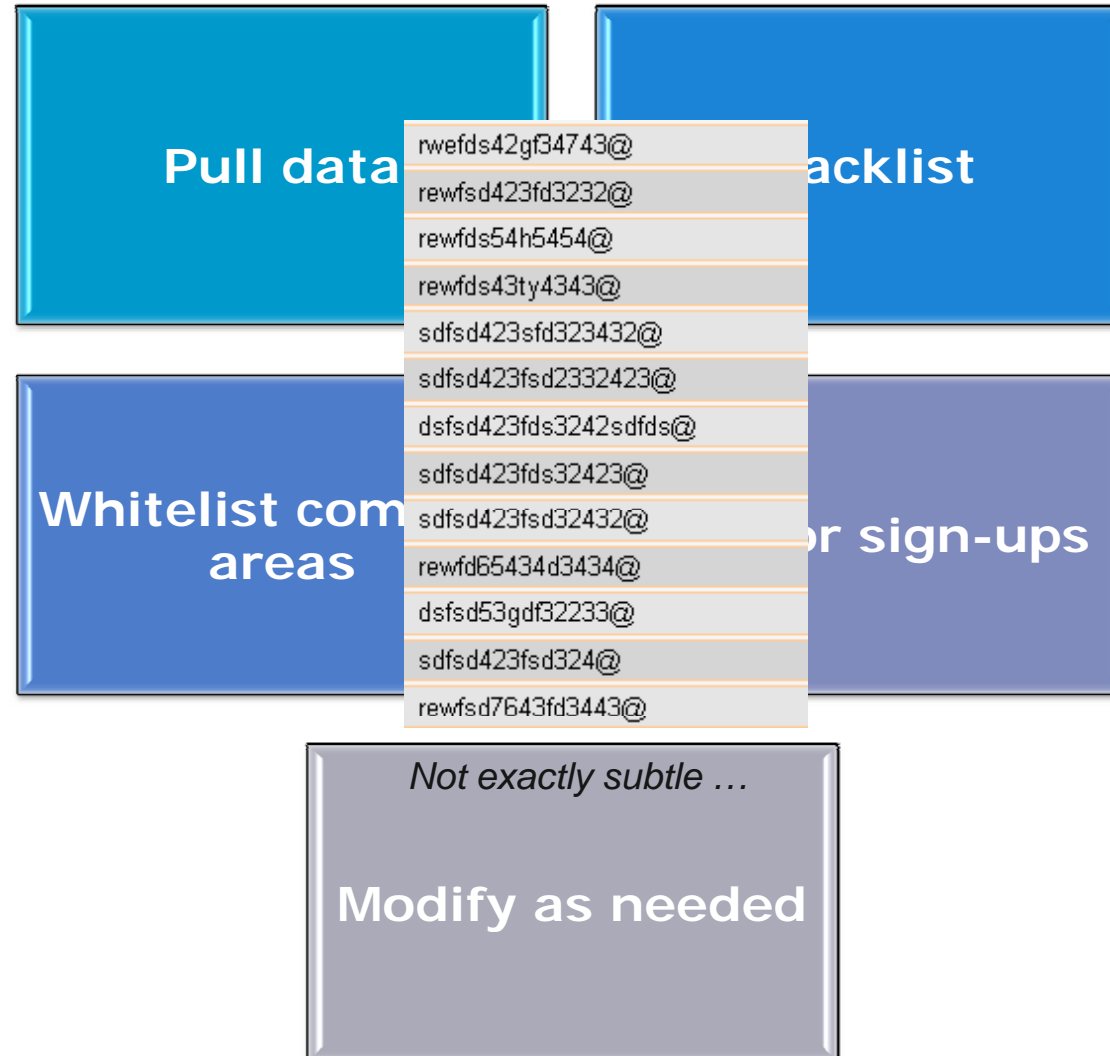 Pull data
acklist
rwefds42gf34743@
rewfsd423fd3232@
rewfds54h5454@
rewfds43ty4343@
sdfsd423sfd323432@
sdfsd423fsd2332423@
dsfsd423fds3242sdfds@
sdfsd423fds32423@
sdfsd423fsd32432@
rewfd65434d3434@
dsfsd53gdf32233@
sdfsd423fsd324@
rewfsd7643fd3443@
Whitelist com
areas
r sign-ups
Not exactly subtle …
Modify as needed